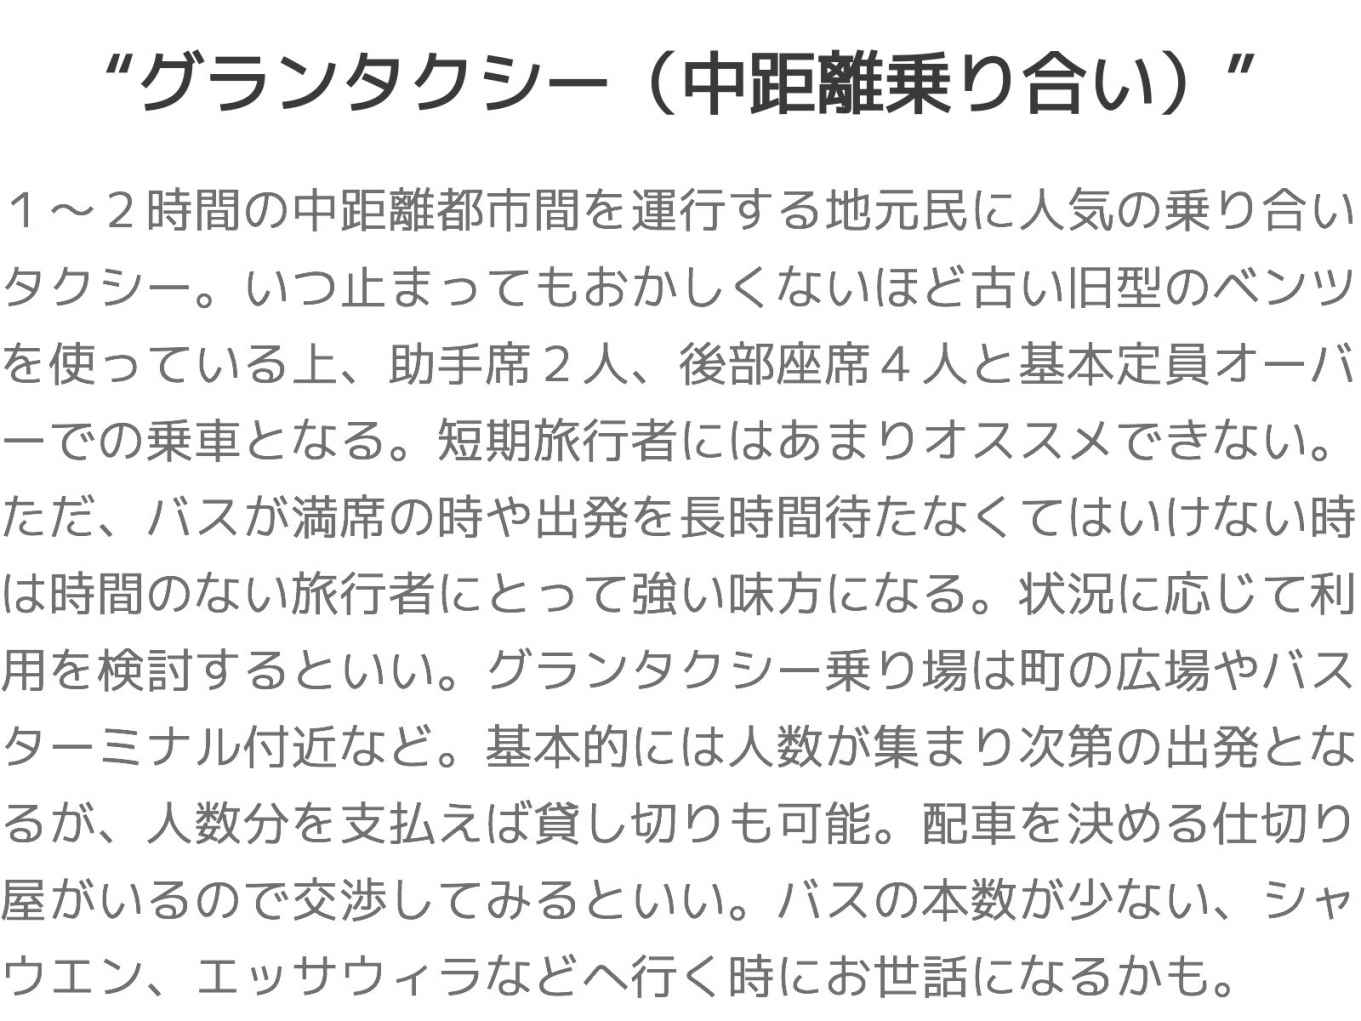 “グランタクシー（中距離乗り合い）”
１〜２時間の中距離都市間を運行する地元民に人気の乗り合い
タクシー。いつ止まってもおかしくないほど古い旧型のベンツ
を使っている上、助手席２人、後部座席４人と基本定員オーバ
ーでの乗車となる。短期旅行者にはあまりオススメできない。
ただ、バスが満席の時や出発を長時間待たなくてはいけない時
は時間のない旅行者にとって強い味方になる。状況に応じて利
用を検討するといい。グランタクシー乗り場は町の広場やバス
ターミナル付近など。基本的には人数が集まり次第の出発とな
るが、人数分を支払えば貸し切りも可能。配車を決める仕切り
屋がいるので交渉してみるといい。バスの本数が少ない、シャ
ウエン、エッサウィラなどへ行く時にお世話になるかも。